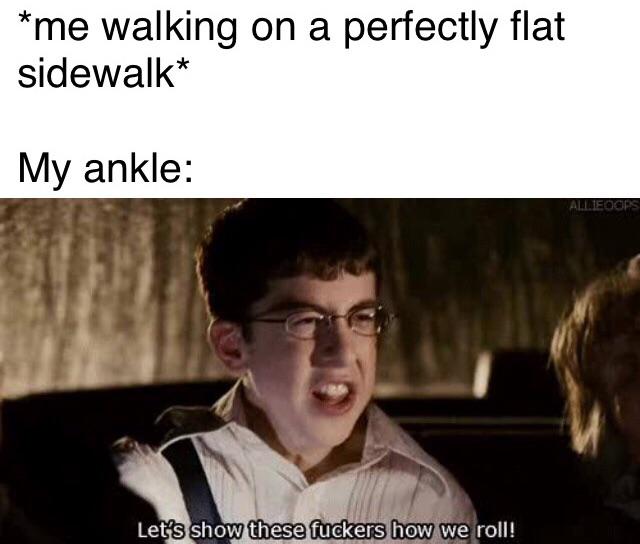 *me walking on a perfectly flat
sidewalk*
My ankle:
ALLIEOOPS
Let's show these fuckers how we roll!